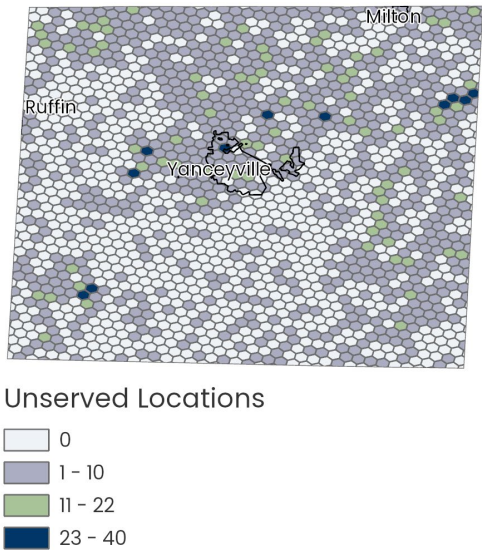 Milton
Ruffin
Yanceyville
Unserved Locations
0
1 - 10
11 - 22
23 - 40